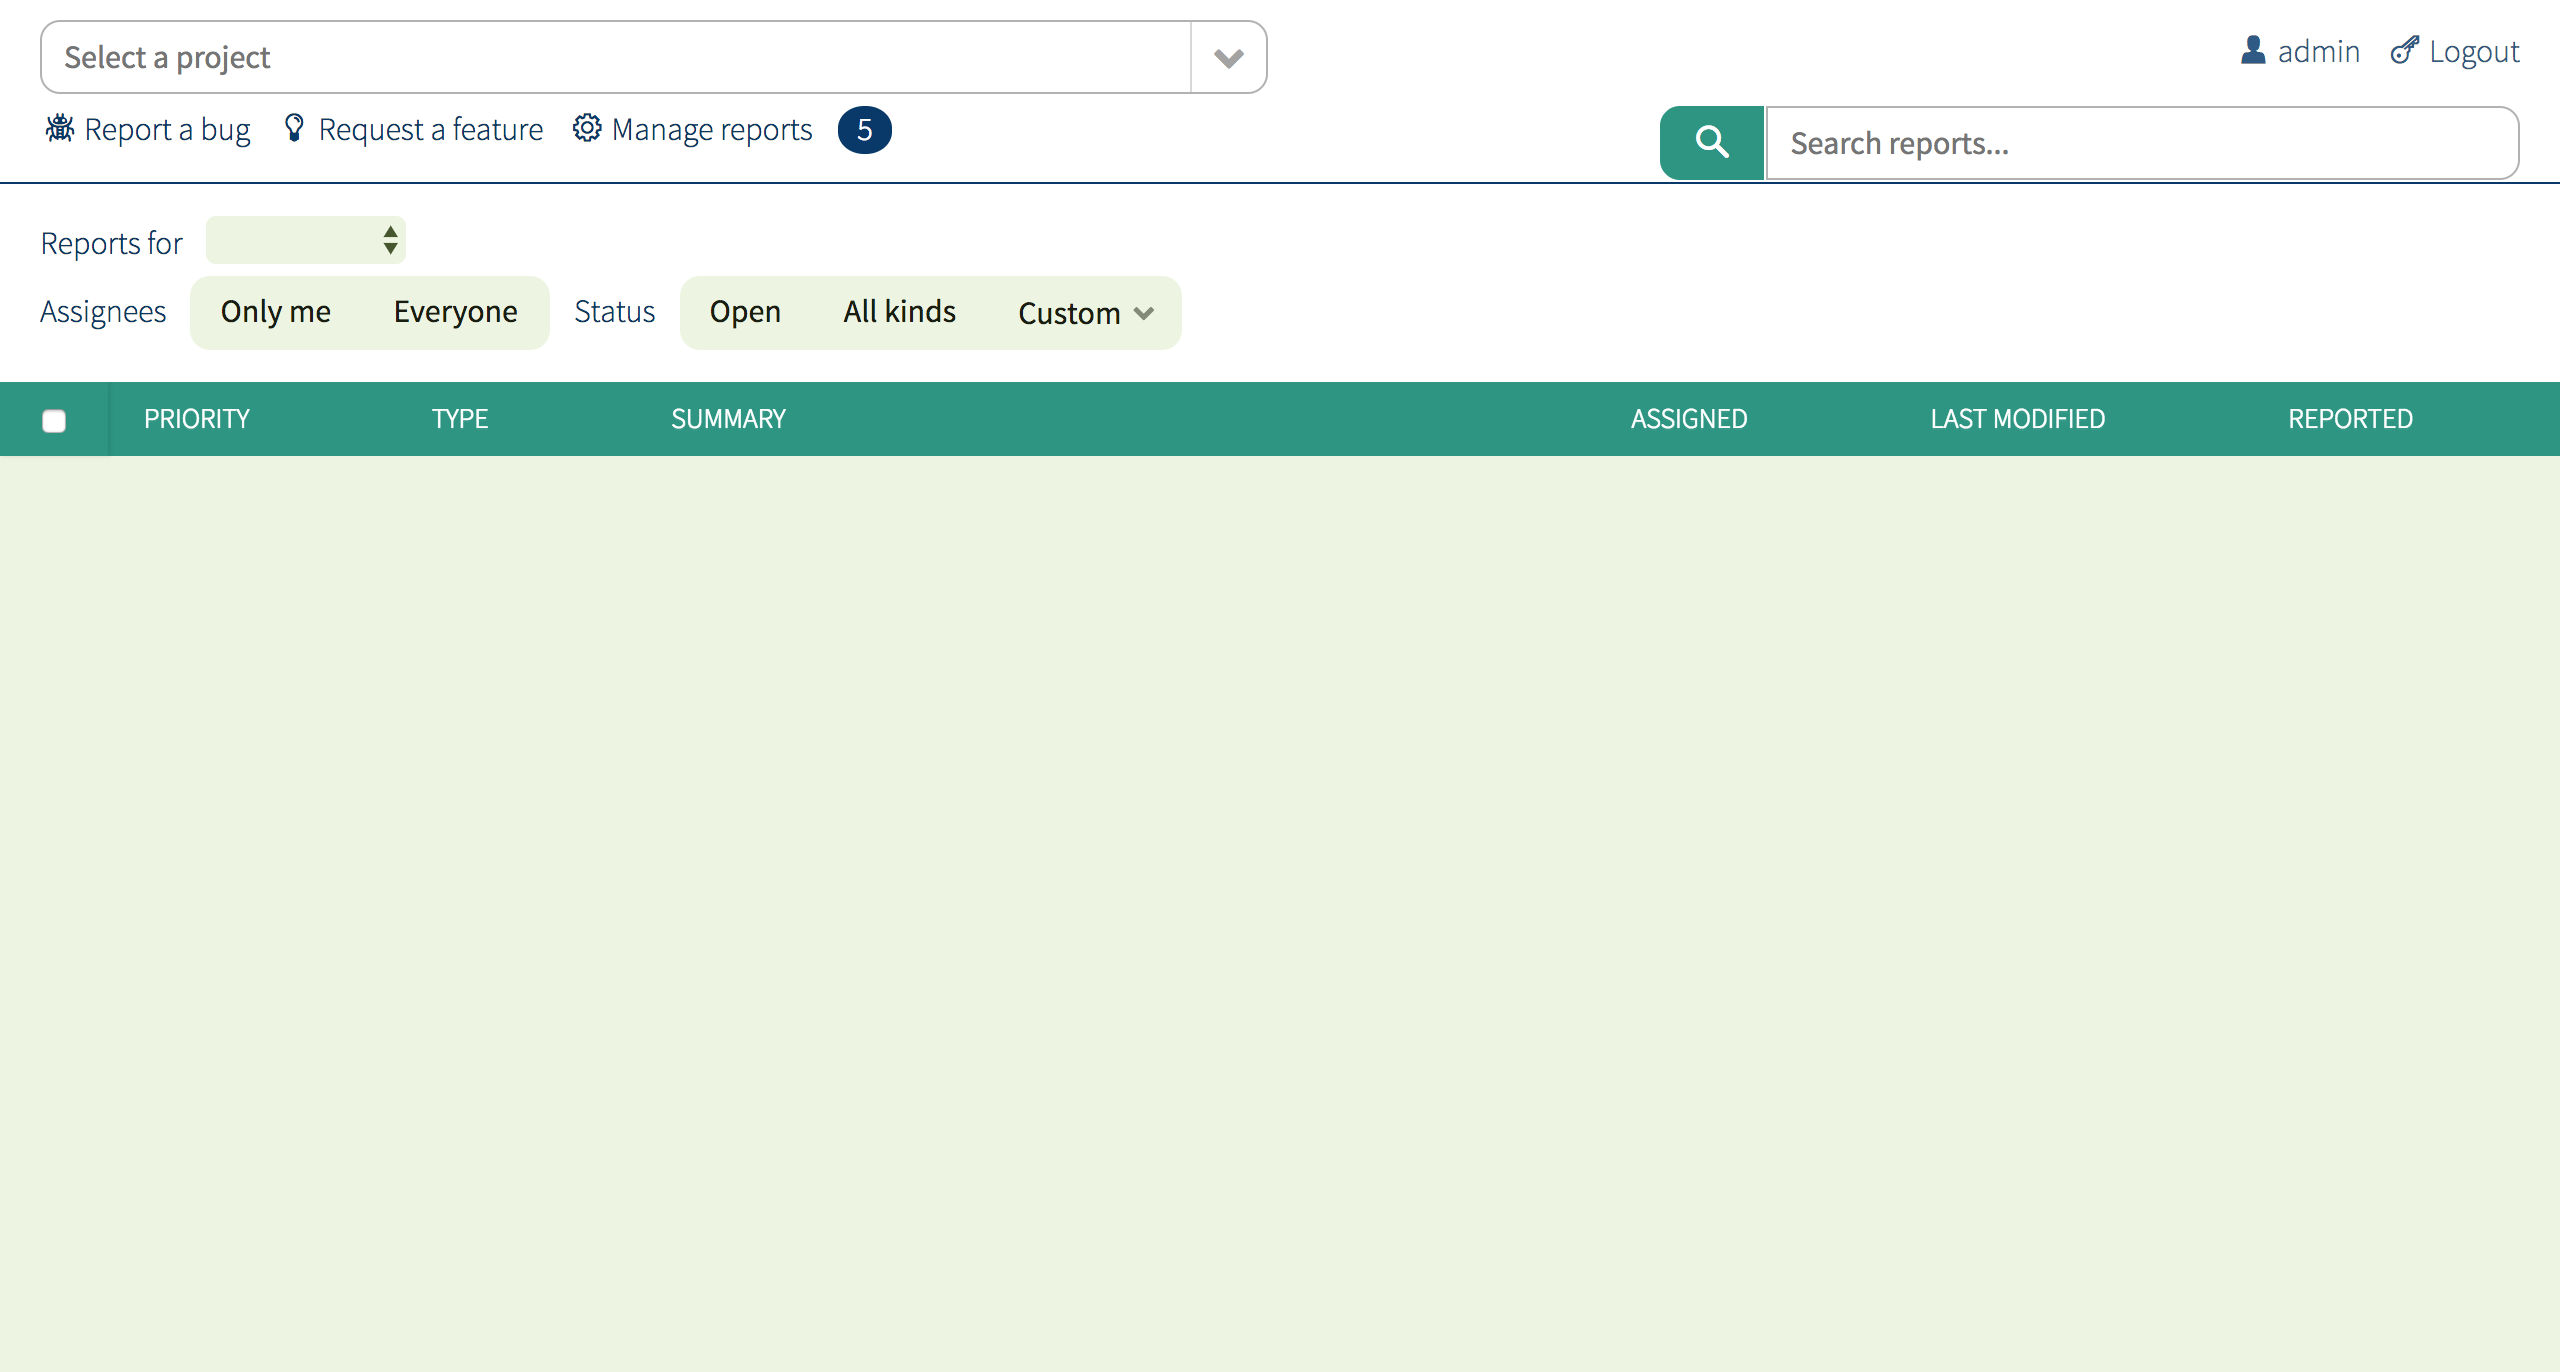 Select a project
admin Logout
Report a bug Request a feature Manage reports 5
Search reports...
Reports for
Assignees Only me Everyone Status Open All kinds Custom
PRIORITY TYPE SUMMARY ASSIGNED LAST MODIFIED REPORTED